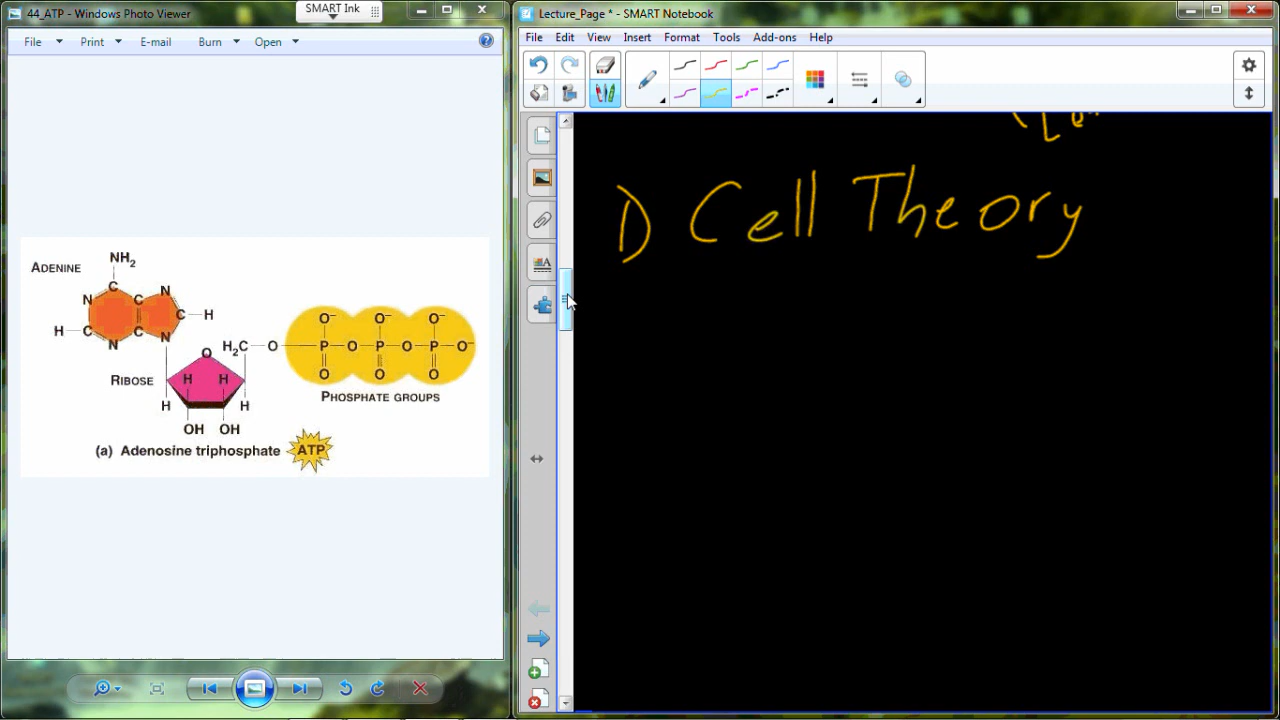 44_ATP - Windows Photo Viewer
SMART Ink
File Print E-mail Burn Open
ADENINE
NH2
N C C N
H C N C N C H
O
H2C O
RIBOSE
H H
H H
OH OH
O- O- O-
P O P O P O-
O O O
PHOSPHATE GROUPS
(a) Adenosine triphosphate ATP
Lecture_Page * - SMART Notebook
File Edit View Insert Format Tools Add-ons Help
D Cell Theory